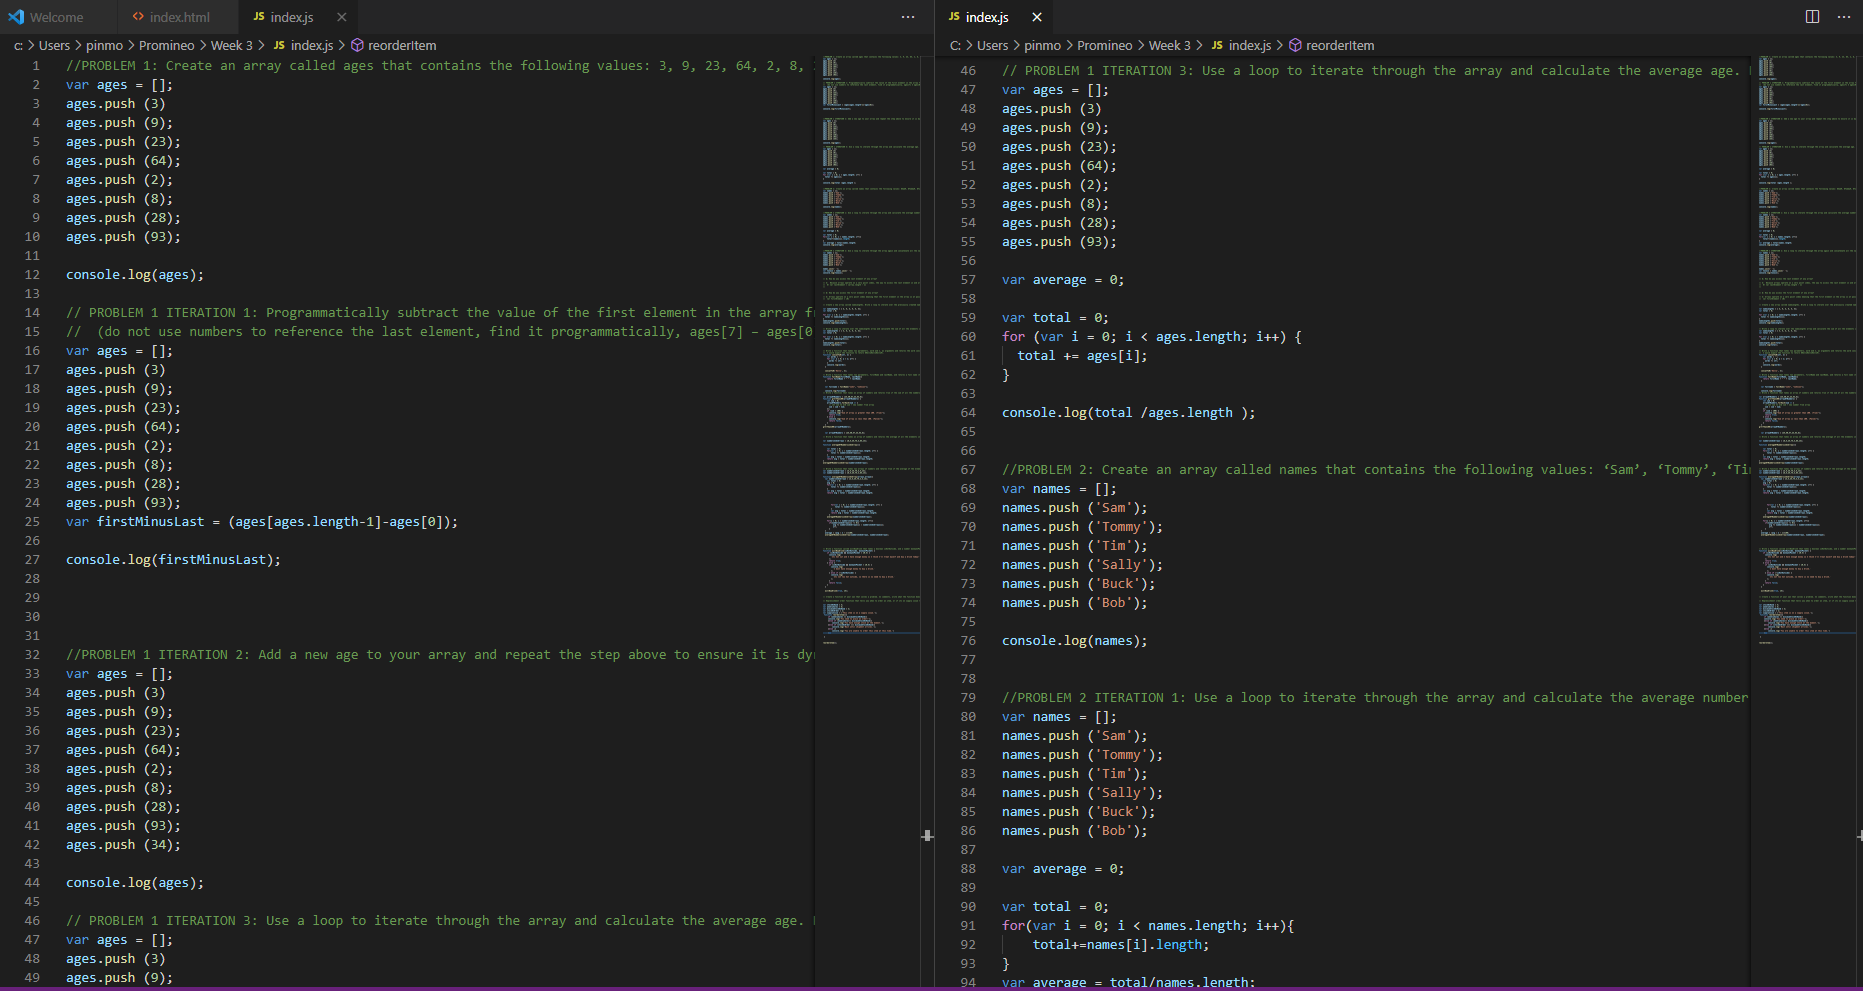 Welcome
index.html
JS index.js
C: > Users > pinmo > Promineo > Week 3 > JS index.js > reorderItem
1 //PROBLEM 1: Create an array called ages that contains the following values: 3, 9, 23, 64, 2, 8,
2 var ages = [];
3 ages.push (3)
4 ages.push (9);
5 ages.push (23);
6 ages.push (64);
7 ages.push (2);
8 ages.push (8);
9 ages.push (28);
10 ages.push (93);
11
12 console.log(ages);
13
14 // PROBLEM 1 ITERATION 1: Programmatically subtract the value of the first element in the array
15 //  (do not use numbers to reference the last element, find it programmatically, ages[7] – ages[0
16 var ages = [];
17 ages.push (3)
18 ages.push (9);
19 ages.push (23);
20 ages.push (64);
21 ages.push (2);
22 ages.push (8);
23 ages.push (28);
24 ages.push (93);
25 var firstMinusLast = (ages[ages.length-1]-ages[0]);
26
27 console.log(firstMinusLast);
28
29
30
31
32 //PROBLEM 1 ITERATION 2: Add a new age to your array and repeat the step above to ensure it is
33 var ages = [];
34 ages.push (3)
35 ages.push (9);
36 ages.push (23);
37 ages.push (64);
38 ages.push (2);
39 ages.push (8);
40 ages.push (28);
41 ages.push (93);
42 ages.push (34);
43
44 console.log(ages);
45
46 // PROBLEM 1 ITERATION 3: Use a loop to iterate through the array and calculate the average age.
47 var ages = [];
48 ages.push (3)
49 ages.push (9);
JS index.js
C: > Users > pinmo > Promineo > Week 3 > JS index.js > reorderItem
46 // PROBLEM 1 ITERATION 3: Use a loop to iterate through the array and calculate the average age.
47 var ages = [];
48 ages.push (3)
49 ages.push (9);
50 ages.push (23);
51 ages.push (64);
52 ages.push (2);
53 ages.push (8);
54 ages.push (28);
55 ages.push (93);
56
57 var average = 0;
58
59 var total = 0;
60 for (var i = 0; i < ages.length; i++) {
61   total += ages[i];
62 }
63
64 console.log(total /ages.length );
65
66
67 //PROBLEM 2: Create an array called names that contains the following values: ‘Sam’, ‘Tommy’, ‘Ti
68 var names = [];
69 names.push ('Sam');
70 names.push ('Tommy');
71 names.push ('Tim');
72 names.push ('Sally');
73 names.push ('Buck');
74 names.push ('Bob');
75
76 console.log(names);
77
78
79 //PROBLEM 2 ITERATION 1: Use a loop to iterate through the array and calculate the average number
80 var names = [];
81 names.push ('Sam');
82 names.push ('Tommy');
83 names.push ('Tim');
84 names.push ('Sally');
85 names.push ('Buck');
86 names.push ('Bob');
87
88 var average = 0;
89
90 var total = 0;
91 for(var i = 0; i < names.length; i++){
92     total+=names[i].length;
93 }
94 var average = total/names.length;